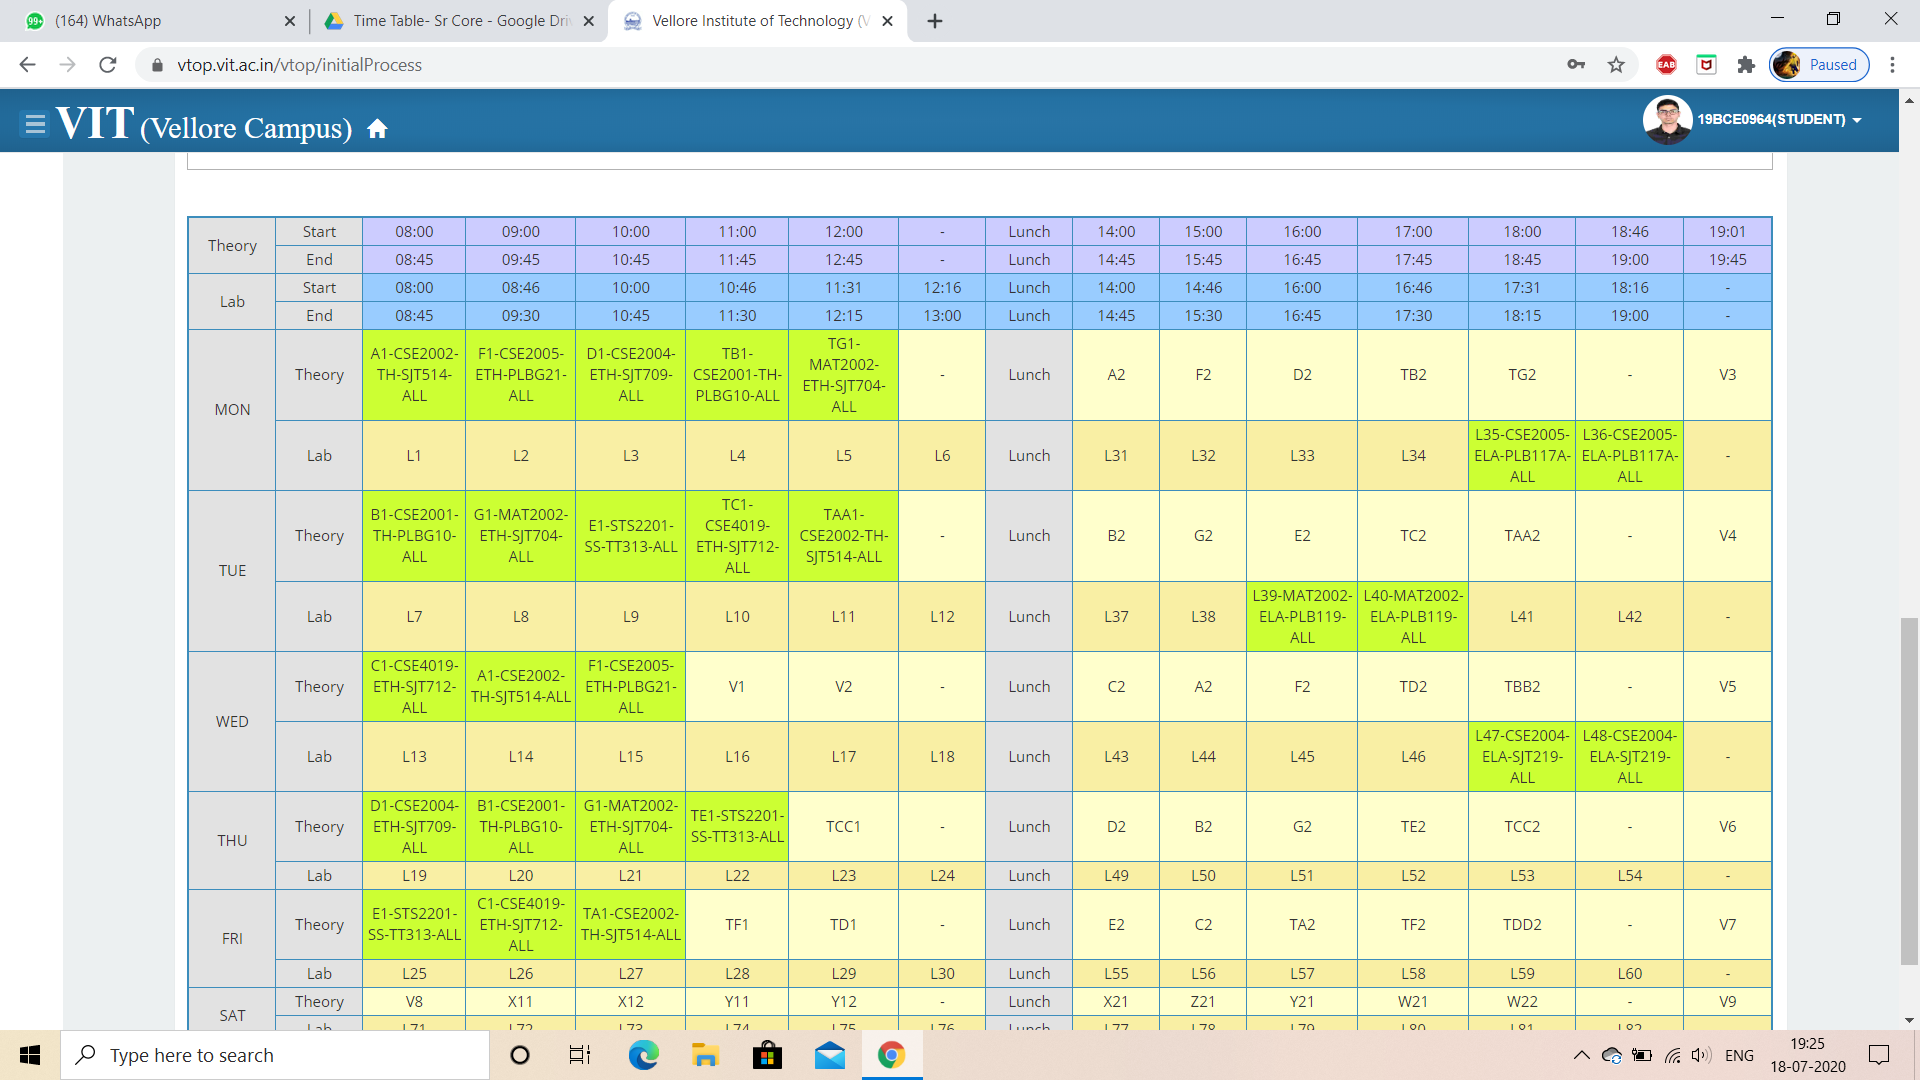 (164) WhatsApp
Time Table- Sr Core - Google Dri
Vellore Institute of Technology (V
vtop.vit.ac.in/vtop/initialProcess
EAB
Paused
VIT (Vellore Campus)
19BCE0964(STUDENT)
Theory Start 08:00 09:00 10:00 11:00 12:00 - Lunch 14:00 15:00 16:00 17:00 18:00 18:46 19:01
End 08:45 09:45 10:45 11:45 12:45 - Lunch 14:45 15:45 16:45 17:45 18:45 19:00 19:45
Lab Start 08:00 08:46 10:00 10:46 11:31 12:16 Lunch 14:00 14:46 16:00 16:46 17:31 18:16 -
End 08:45 09:30 10:45 11:30 12:15 13:00 Lunch 14:45 15:30 16:45 17:30 18:15 19:00 -
MON Theory A1-CSE2002-TH-SJT514-ALL F1-CSE2005-ETH-PLBG21-ALL D1-CSE2004-ETH-SJT709-ALL TB1-CSE2001-TH-PLBG10-ALL TG1-MAT2002-ETH-SJT704-ALL - Lunch A2 F2 D2 TB2 TG2 - V3
Lab L1 L2 L3 L4 L5 L6 Lunch L31 L32 L33 L34 L35-CSE2005-ELA-PLB117A-ALL L36-CSE2005-ELA-PLB117A-ALL -
TUE Theory B1-CSE2001-TH-PLBG10-ALL G1-MAT2002-ETH-SJT704-ALL E1-STS2201-SS-TT313-ALL TC1-CSE4019-ETH-SJT712-ALL TAA1-CSE2002-TH-SJT514-ALL - Lunch B2 G2 E2 TC2 TAA2 - V4
Lab L7 L8 L9 L10 L11 L12 Lunch L37 L38 L39-MAT2002-ELA-PLB119-ALL L40-MAT2002-ELA-PLB119-ALL L41 L42 -
WED Theory C1-CSE4019-ETH-SJT712-ALL A1-CSE2002-TH-SJT514-ALL F1-CSE2005-ETH-PLBG21-ALL V1 V2 - Lunch C2 A2 F2 TD2 TBB2 - V5
Lab L13 L14 L15 L16 L17 L18 Lunch L43 L44 L45 L46 L47-CSE2004-ELA-SJT219-ALL L48-CSE2004-ELA-SJT219-ALL -
THU Theory D1-CSE2004-ETH-SJT709-ALL B1-CSE2001-TH-PLBG10-ALL G1-MAT2002-ETH-SJT704-ALL TE1-STS2201-SS-TT313-ALL TCC1 - Lunch D2 B2 G2 TE2 TCC2 - V6
Lab L19 L20 L21 L22 L23 L24 Lunch L49 L50 L51 L52 L53 L54 -
FRI Theory E1-STS2201-SS-TT313-ALL C1-CSE4019-ETH-SJT712-ALL TA1-CSE2002-TH-SJT514-ALL TF1 TD1 - Lunch E2 C2 TA2 TF2 TDD2 - V7
Lab L25 L26 L27 L28 L29 L30 Lunch L55 L56 L57 L58 L59 L60 -
SAT Theory V8 X11 X12 Y11 Y12 - Lunch X21 Z21 Y21 W21 W22 - V9
Lab L71 L72 L73 L74 L75 L76 Lunch L77 L78 L79 L80 L81 L82
Type here to search
ENG
19:25
18-07-2020